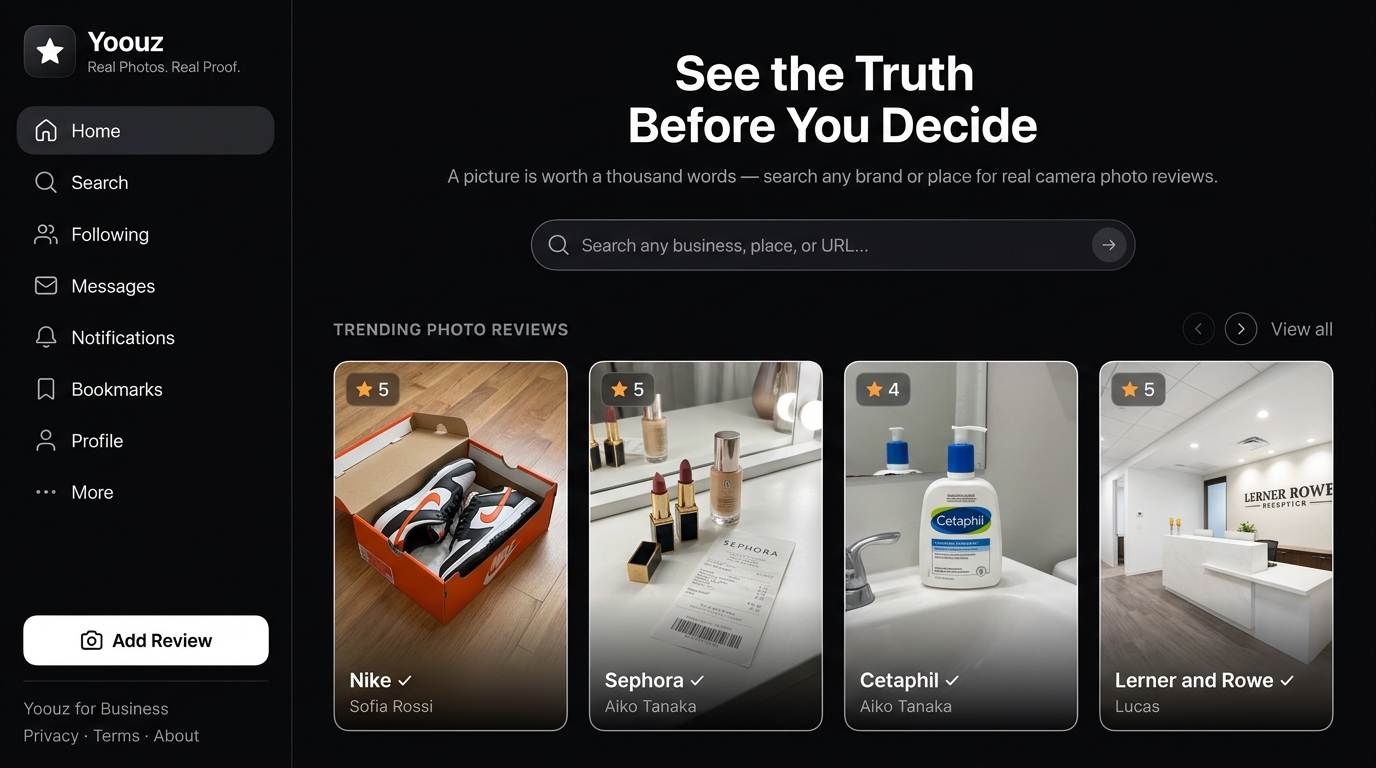 Yoouz
Real Photos. Real Proof.
Home
Search
Following
Messages
Notifications
Bookmarks
Profile
More
Add Review
Yoouz for Business
Privacy · Terms · About
See the Truth
Before You Decide
A picture is worth a thousand words — search any brand or place for real camera photo reviews.
Search any business, place, or URL...
TRENDING PHOTO REVIEWS
View all
5
Nike
Sofia Rossi
5
SEPHORA
Sephora
Aiko Tanaka
4
Cetaphil
Cetaphil
Aiko Tanaka
5
LERNER ROWE
Lerner and Rowe
Lucas